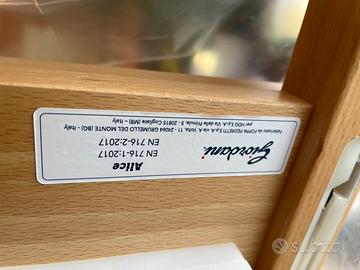 Giordani.
Fabbricato da FOPPA PEDRETTI S.p.A. Via A. Volta, 11 - 24064 GRUMELLO DEL MONTE (BG) - Italy
per HDG S.p.A. Via delle Primule, 5 - 20815 Cogliate (MB) – Italy
Alice
EN 716-1:2017
EN 716-2:2017
subito